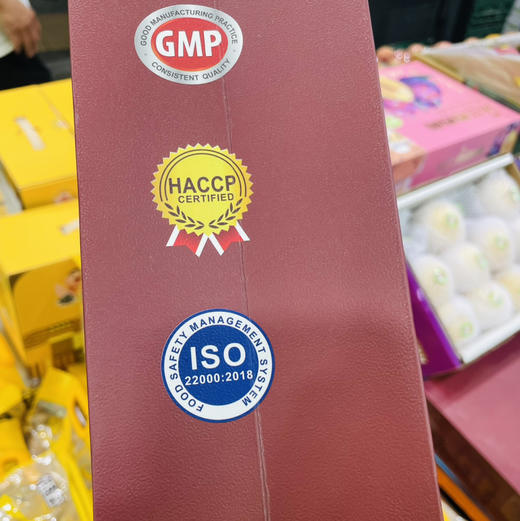 GOOD MANUFACTURING PRACTICE
GMP
CONSISTENT QUALITY
HACCP
CERTIFIED
FOOD SAFETY MANAGEMENT SYSTEM
ISO
22000:2018